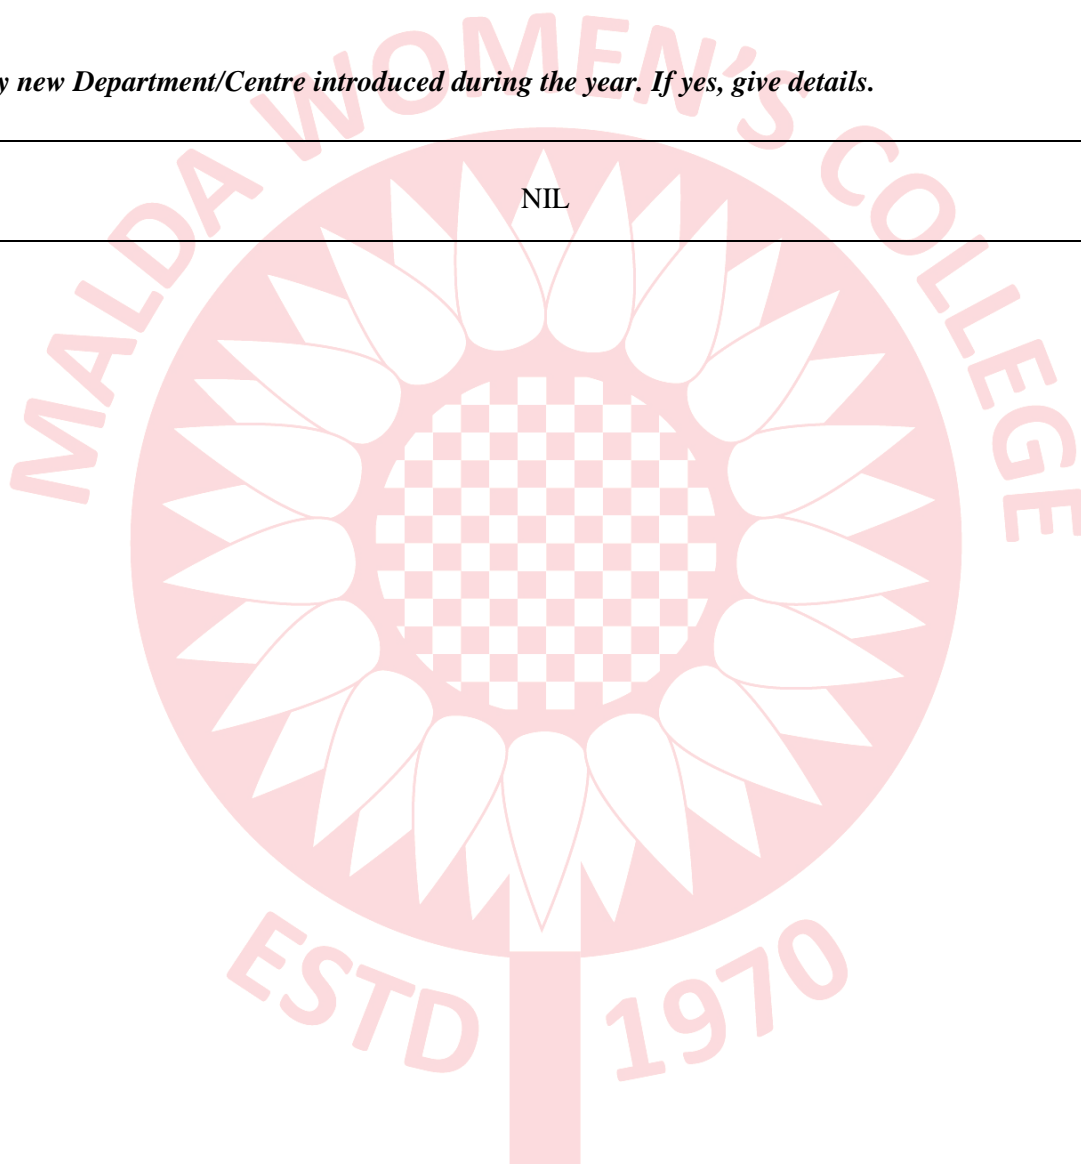 y new Department/Centre introduced during the year. If yes, give details.
NIL
MALDA WOMEN'S COLLEGE
ESTD 1970